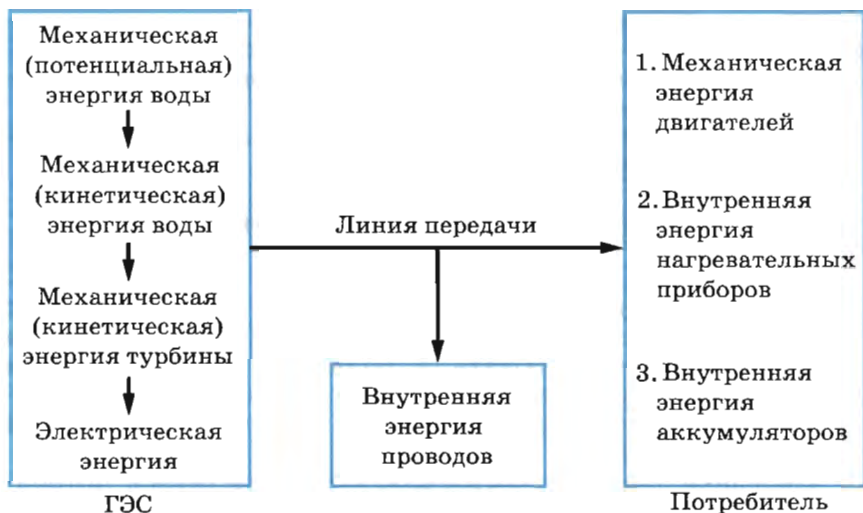 Механическая
(потенциальная)
энергия воды
Механическая
(кинетическая)
энергия воды
Механическая
(кинетическая)
энергия турбины
Электрическая
энергия
ГЭС
Линия передачи
Внутренняя
энергия
проводов
1. Механическая
энергия
двигателей
2. Внутренняя
энергия
нагревательных
приборов
3. Внутренняя
энергия
аккумуляторов
Потребитель